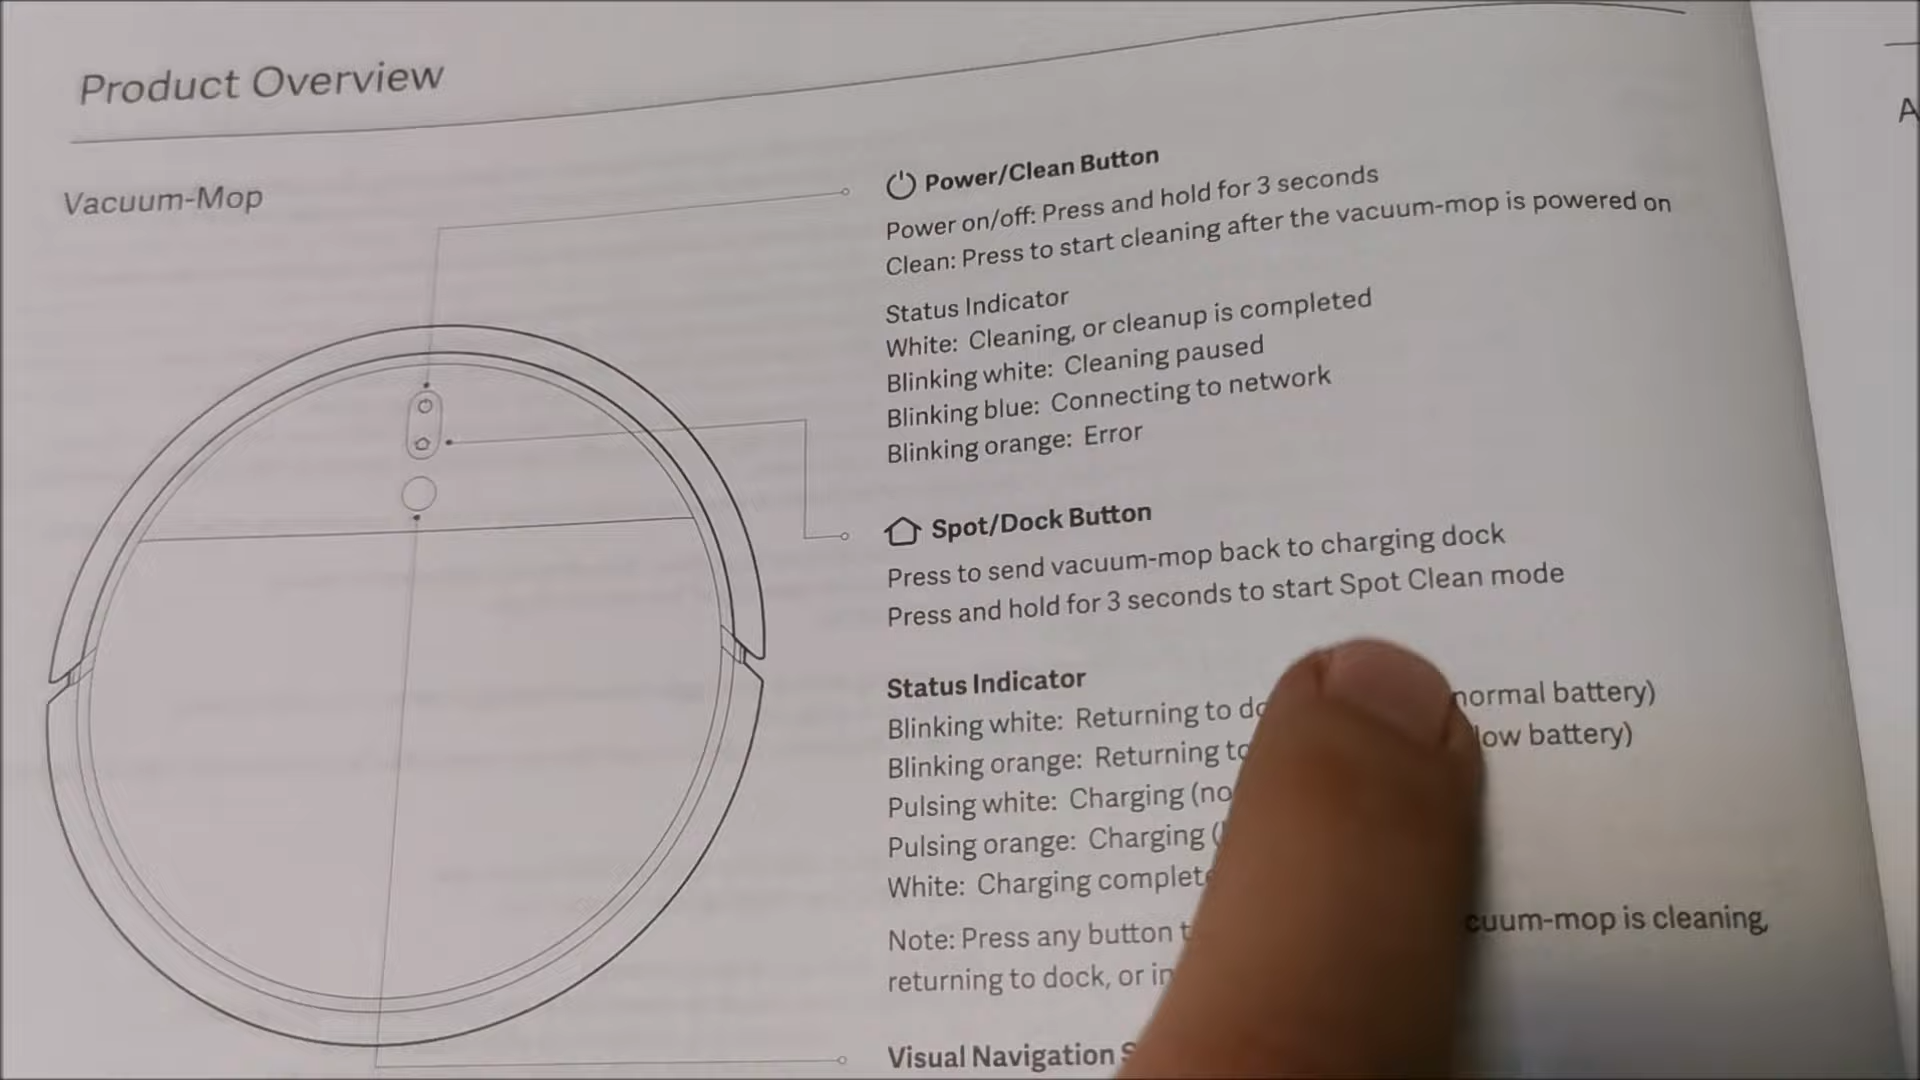 Product Overview
Vacuum-Mop
Power/Clean Button
Power on/off: Press and hold for 3 seconds
Clean: Press to start cleaning after the vacuum-mop is powered on
Status Indicator
White: Cleaning, or cleanup is completed
Blinking white: Cleaning paused
Blinking blue: Connecting to network
Blinking orange: Error
Spot/Dock Button
Press to send vacuum-mop back to charging dock
Press and hold for 3 seconds to start Spot Clean mode
Status Indicator
Blinking white: Returning to normal battery)
Blinking orange: Returning low battery)
Pulsing white: Charging
Pulsing orange: Charging
White: Charging
Note: Press any button is cleaning,
returning to dock, or
Visual Navigation